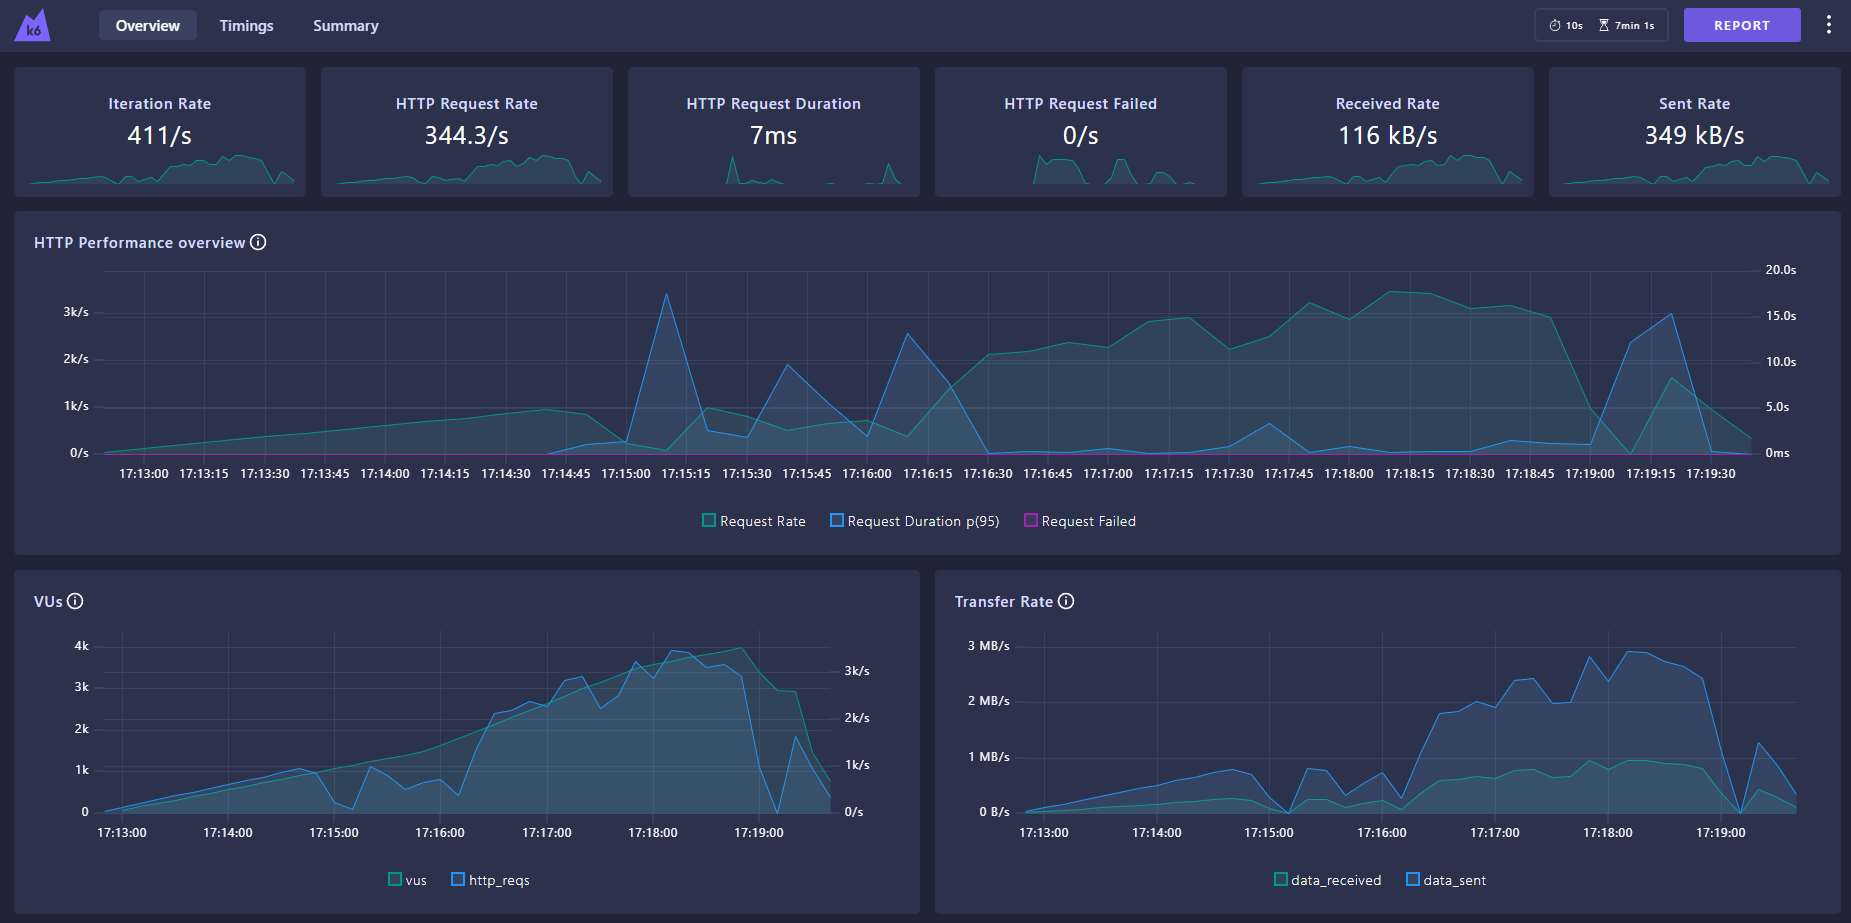 k6
Overview
Timings
Summary
10s
7min 1s
REPORT
Iteration Rate
411/s
HTTP Request Rate
344.3/s
HTTP Request Duration
7ms
HTTP Request Failed
0/s
Received Rate
116 kB/s
Sent Rate
349 kB/s
HTTP Performance overview
20.0s
3k/s
15.0s
2k/s
10.0s
1k/s
5.0s
0/s
0ms
17:13:00 17:13:15 17:13:30 17:13:45 17:14:00 17:14:15 17:14:30 17:14:45 17:15:00 17:15:15 17:15:30 17:15:45 17:16:00 17:16:15 17:16:30 17:16:45 17:17:00 17:17:15 17:17:30 17:17:45 17:18:00 17:18:15 17:18:30 17:18:45 17:19:00 17:19:15 17:19:30
Request Rate
Request Duration p(95)
Request Failed
VUs
4k
3k/s
3k
2k
2k/s
1k
1k/s
0
0/s
17:13:00 17:14:00 17:15:00 17:16:00 17:17:00 17:18:00 17:19:00
vus
http_reqs
Transfer Rate
3 MB/s
2 MB/s
1 MB/s
0 B/s
17:13:00 17:14:00 17:15:00 17:16:00 17:17:00 17:18:00 17:19:00
data_received
data_sent